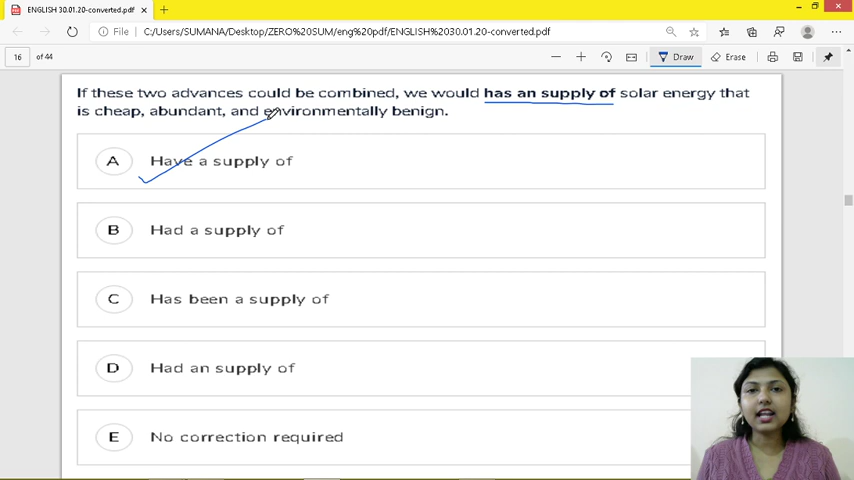 ENGLISH 30.01.20-converted.pdf
File
C:/Users/SUMANA/Desktop/ZERO%20SUM/eng%20pdf/ENGLISH%2030.01.20-converted.pdf
16 of 44
Draw
Erase
If these two advances could be combined, we would has an supply of solar energy that
is cheap, abundant, and environmentally benign.
A Have a supply of
B Had a supply of
C Has been a supply of
D Had an supply of
E No correction required